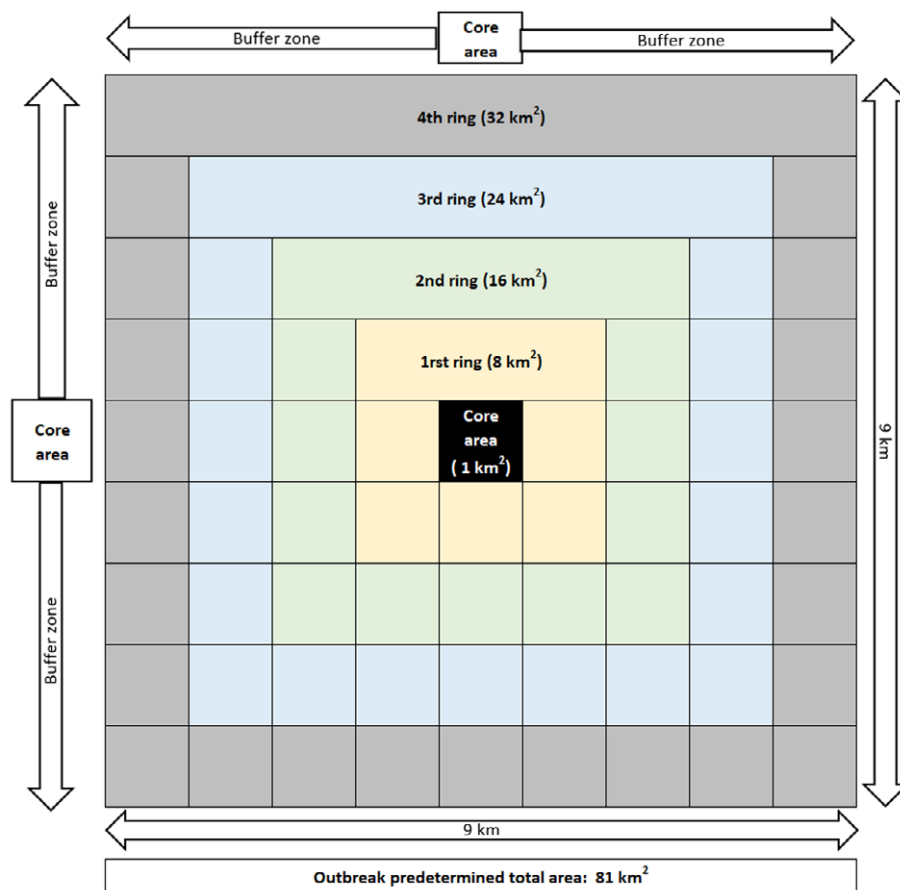 Buffer zone
Core
area
Buffer zone
4th ring (32 km²)
3rd ring (24 km²)
Buffer zone
2nd ring (16 km²)
1rst ring (8 km²)
Core
area
Core
area
( 1 km²)
9 km
Buffer zone
9 km
Outbreak predetermined total area: 81 km²